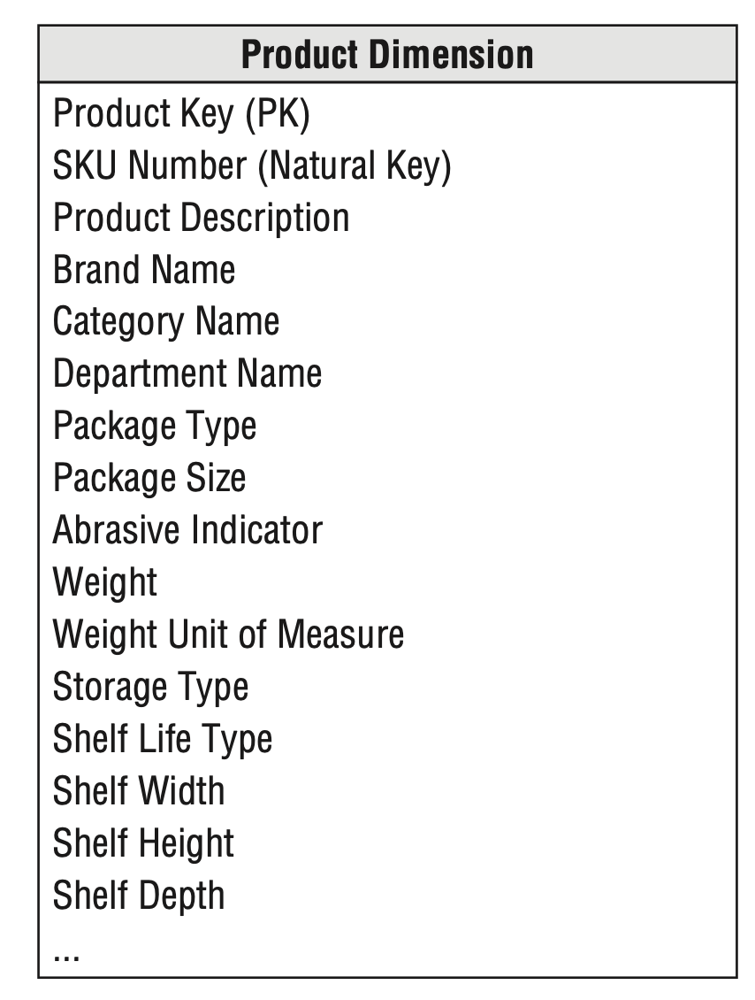 Product Dimension
Product Key (PK)
SKU Number (Natural Key)
Product Description
Brand Name
Category Name
Department Name
Package Type
Package Size
Abrasive Indicator
Weight
Weight Unit of Measure
Storage Type
Shelf Life Type
Shelf Width
Shelf Height
Shelf Depth
...